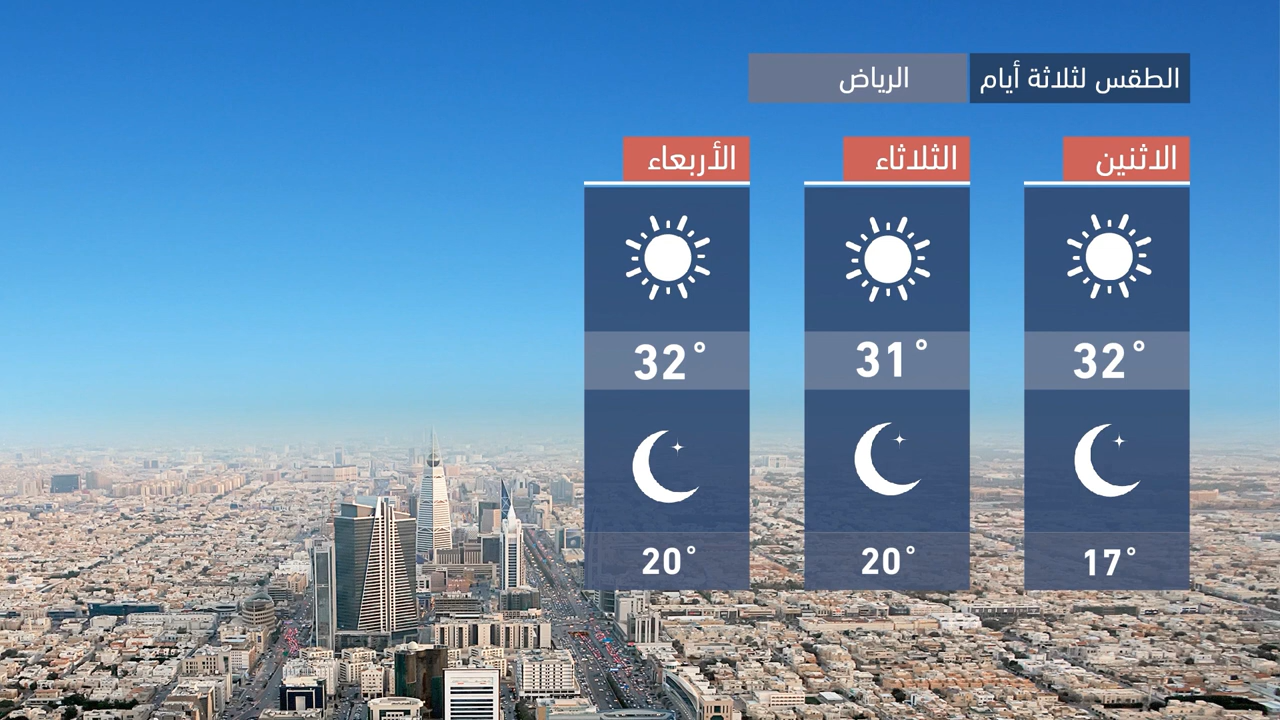 الطقس لثلاثة أيام
الرياض
الاثنين
الثلاثاء
الأربعاء
32°
31°
32°
17°
20°
20°